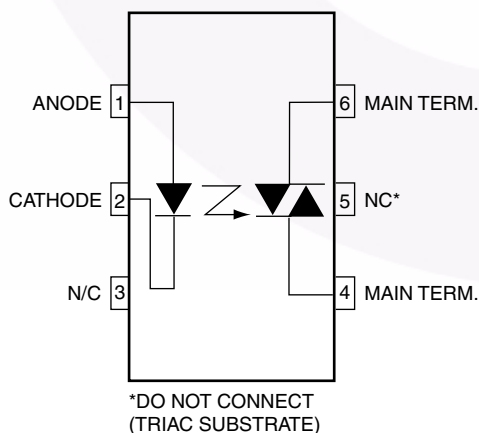 ANODE 1
6 MAIN TERM.
CATHODE 2
5 NC*
N/C 3
4 MAIN TERM.
*DO NOT CONNECT
(TRIAC SUBSTRATE)